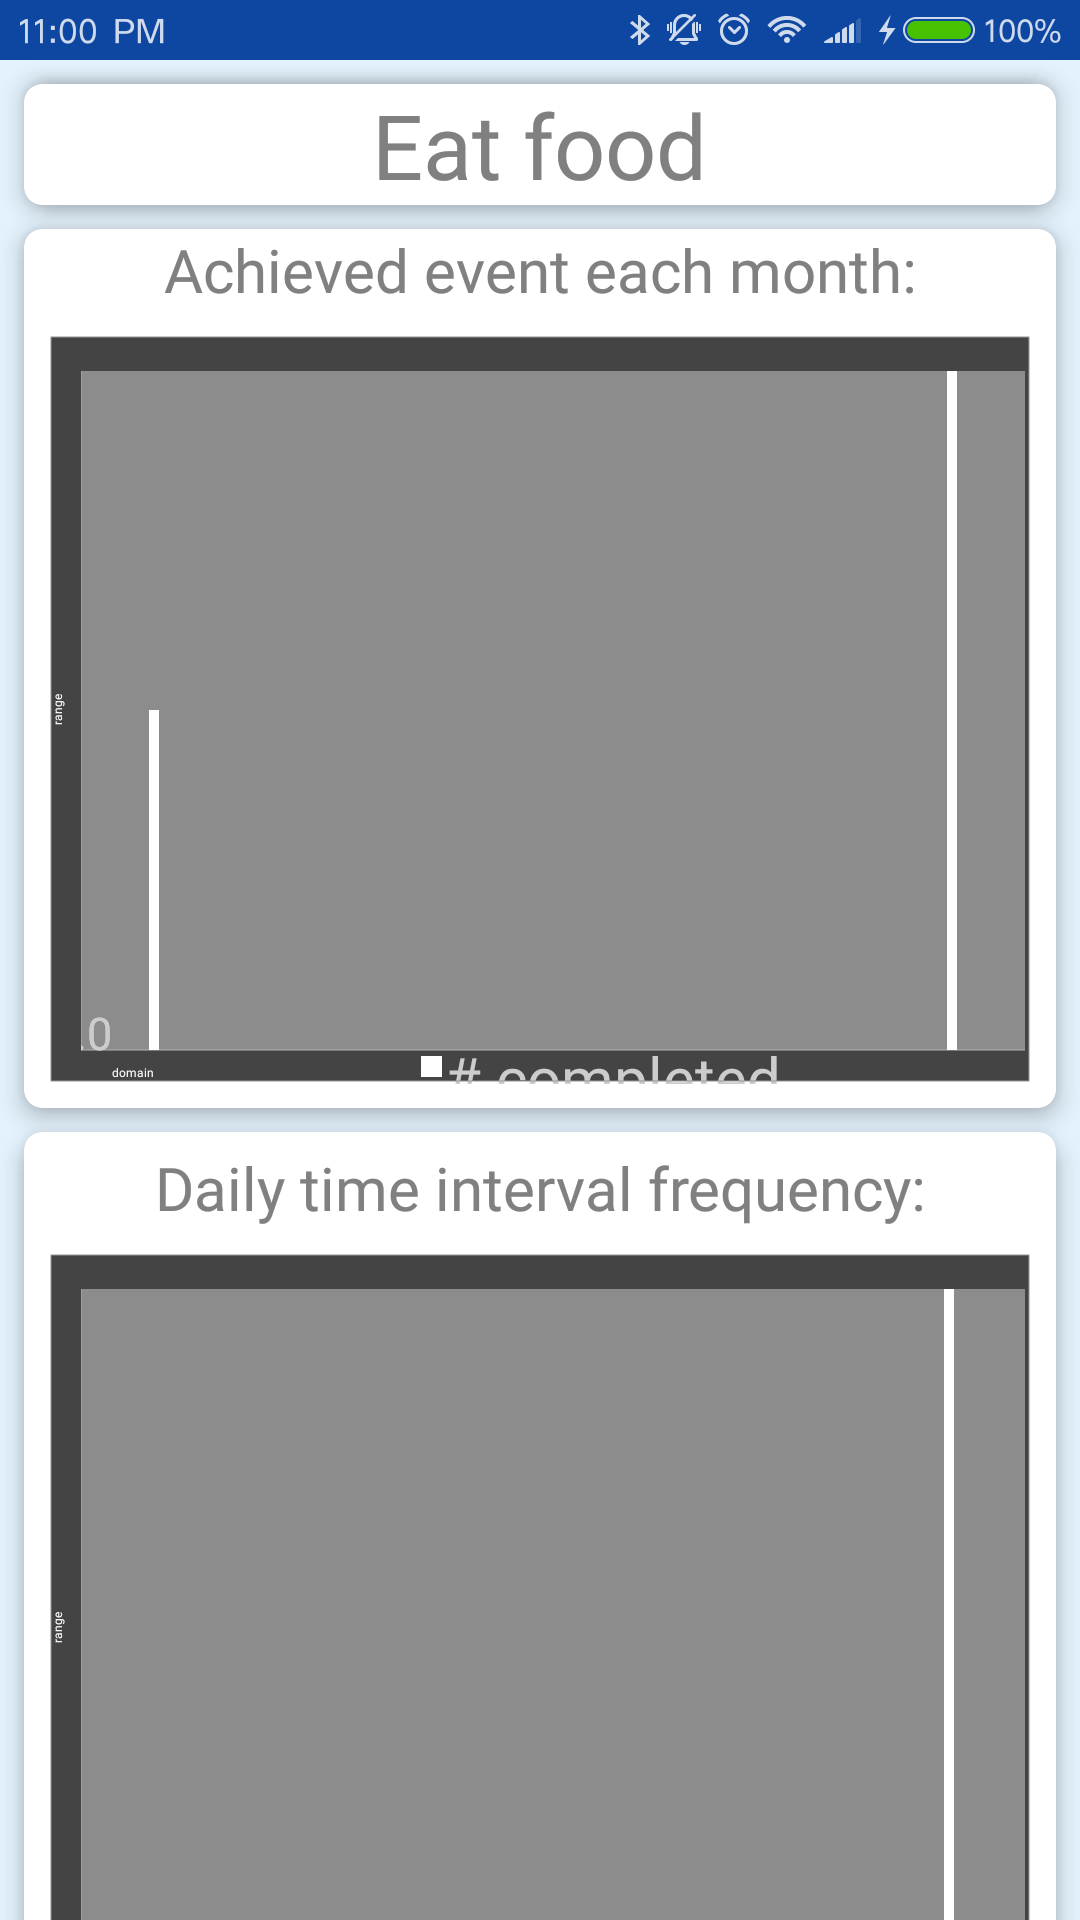 11:00 PM 100%
Eat food
Achieved event each month:
range
.0
domain
# completed
Daily time interval frequency:
range